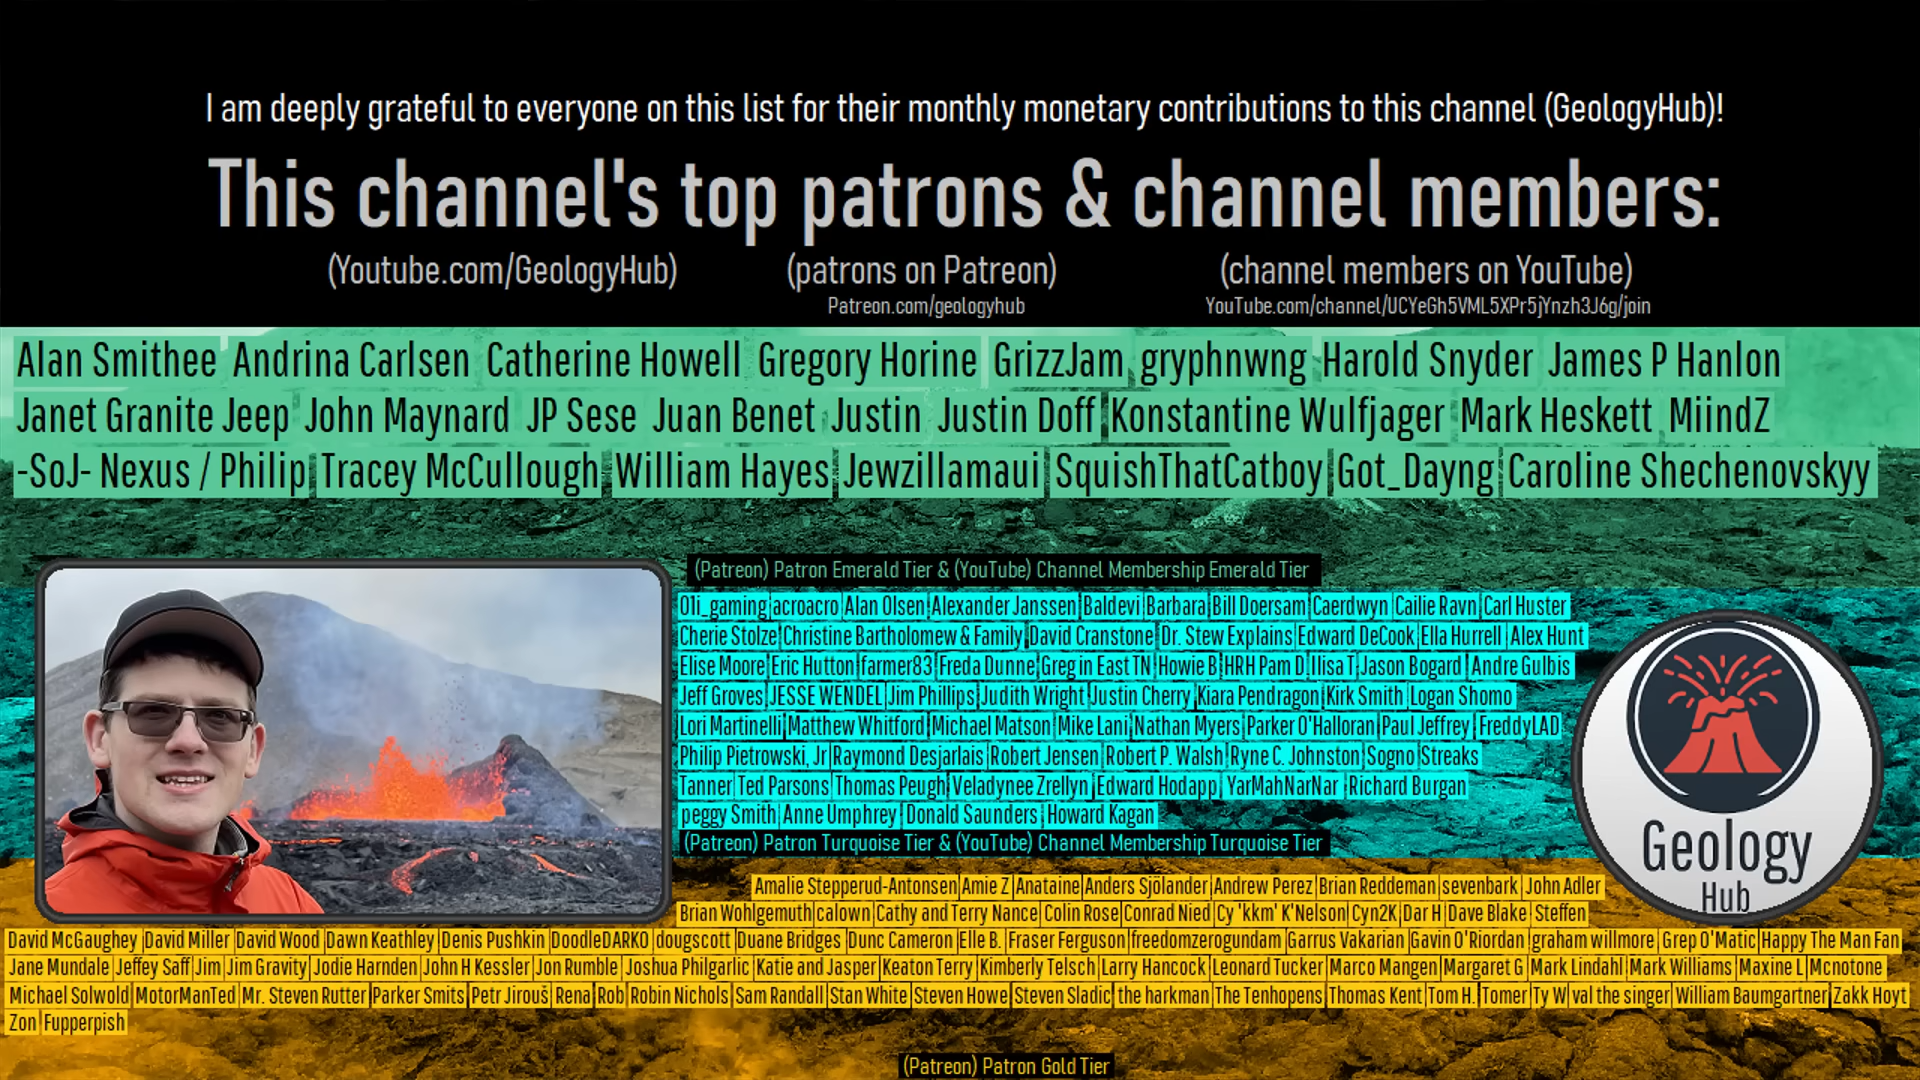 I am deeply grateful to everyone on this list for their monthly monetary contributions to this channel (GeologyHub)!
This channel's top patrons & channel members:
(Youtube.com/GeologyHub) (patrons on Patreon) (channel members on YouTube)
Patreon.com/geologyhub YouTube.com/channel/UCYeGh5VML5XPr5jYnzh3J6g/join
Alan Smithee Andrina Carlsen Catherine Howell Gregory Horine GrizzJam gryphnwng Harold Snyder James P Hanlon
Janet Granite Jeep John Maynard JP Sese Juan Benet Justin Justin Doff Konstantine Wulfjager Mark Heskett MiindZ
-SoJ- Nexus / Philip Tracey McCullough William Hayes Jewzillamaui SquishThatCatboy Got_Dayng Caroline Shechenovskyy
(Patreon) Patron Emerald Tier & (YouTube) Channel Membership Emerald Tier
01i_gaming acroacro Alan Olsen Alexander Janssen Baldevi Barbara Bill Doersam Caerdwyn Cailie Ravn Carl Huster
Cherie Stolze Christine Bartholomew & Family David Cranstone Dr. Stew Explains Edward DeCook Ella Hurrell Alex Hunt
Elise Moore Eric Hutton farmer83 Freda Dunne Greg in East TN Howie B HRH Pam D Ilisa T Jason Bogard Andre Gulbis
Jeff Groves JESSE WENDEL Jim Phillips Judith Wright Justin Cherry Kiara Pendragon Kirk Smith Logan Shomo
Lori Martinelli Matthew Whitford Michael Matson Mike Lani Nathan Myers Parker O'Halloran Paul Jeffrey FreddyLAD
Philip Pietrowski, Jr Raymond Desjarlais Robert Jensen Robert P. Walsh Ryne C. Johnston Sogno Streaks
Tanner Ted Parsons Thomas Peugh Veladynee Zrellyn Edward Hodapp YarMahNarNar Richard Burgan
peggy Smith Anne Umphrey Donald Saunders Howard Kagan
(Patreon) Patron Turquoise Tier & (YouTube) Channel Membership Turquoise Tier
Geology
Hub
Amalie Stepperud-Antonsen Amie Z Anataine Anders Sjölander Andrew Perez Brian Reddeman sevenbark John Adler
Brian Wohlgemuth calown Cathy and Terry Nance Colin Rose Conrad Nied Cy 'kkm' K'Nelson Cyn2K Dar H Dave Blake Steffen
David McGaughey David Miller David Wood Dawn Keathley Denis Pushkin DoodleDARKO dougscott Duane Bridges Dunc Cameron Elle B. Fraser Ferguson freedomzerogundam Garrus Vakarian Gavin O'Riordan graham willmore Grep O'Matic Happy The Man Fan
Jane Mundale Jeffey Saff Jim Jim Gravity Jodie Harnden John H Kessler Jon Rumble Joshua Philgarlic Katie and Jasper Keaton Terry Kimberly Telsch Larry Hancock Leonard Tucker Marco Mangen Margaret G Mark Lindahl Mark Williams Maxine L Mcnotone
Michael Solwold MotorManTed Mr. Steven Rutter Parker Smits Petr Jirouš Rena Rob Robin Nichols Sam Randall Stan White Steven Howe Steven Sladic the harkman The Tenhopens Thomas Kent Tom H. Tomer Ty W val the singer William Baumgartner Zakk Hoyt
Zon Fupperpish
(Patreon) Patron Gold Tier